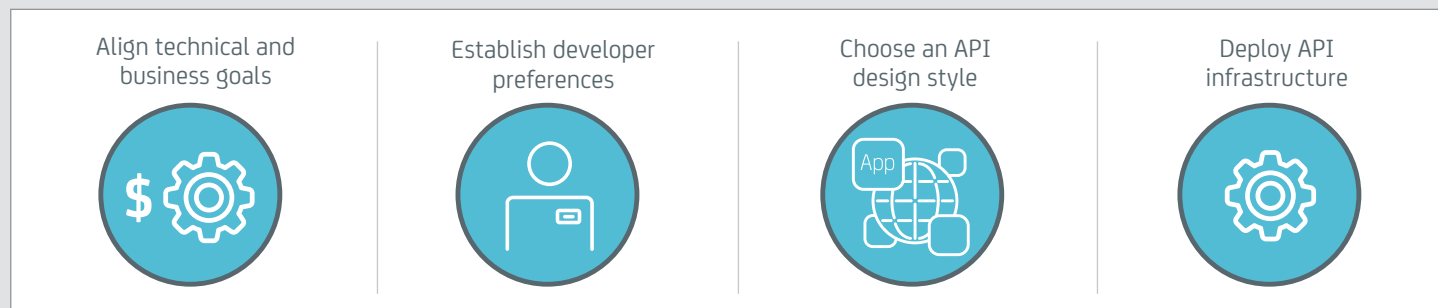 Align technical and
business goals
Establish developer
preferences
Choose an API
design style
Deploy API
infrastructure
$
App